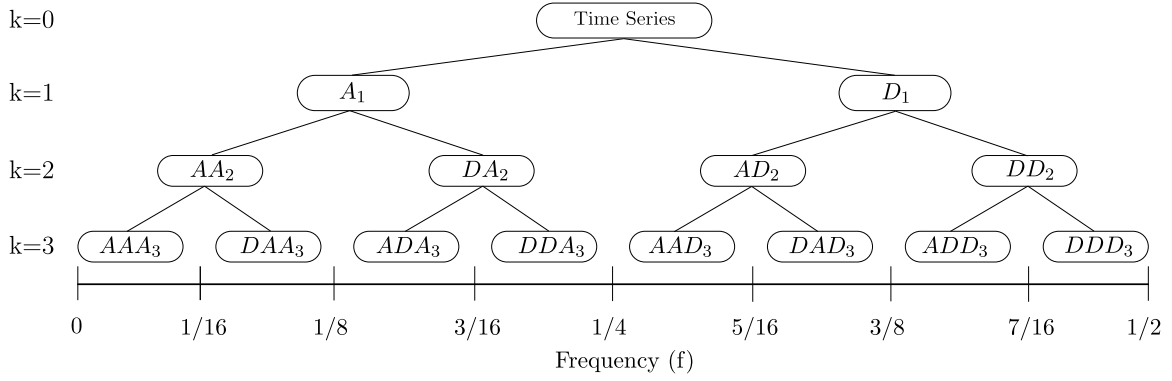 k=0 Time Series
k=1 A₁ D₁
k=2 AA₂ DA₂ AD₂ DD₂
k=3 AAA₃ DAA₃ ADA₃ DDA₃ AAD₃ DAD₃ ADD₃ DDD₃
0 1/16 1/8 3/16 1/4 5/16 3/8 7/16 1/2
Frequency (f)